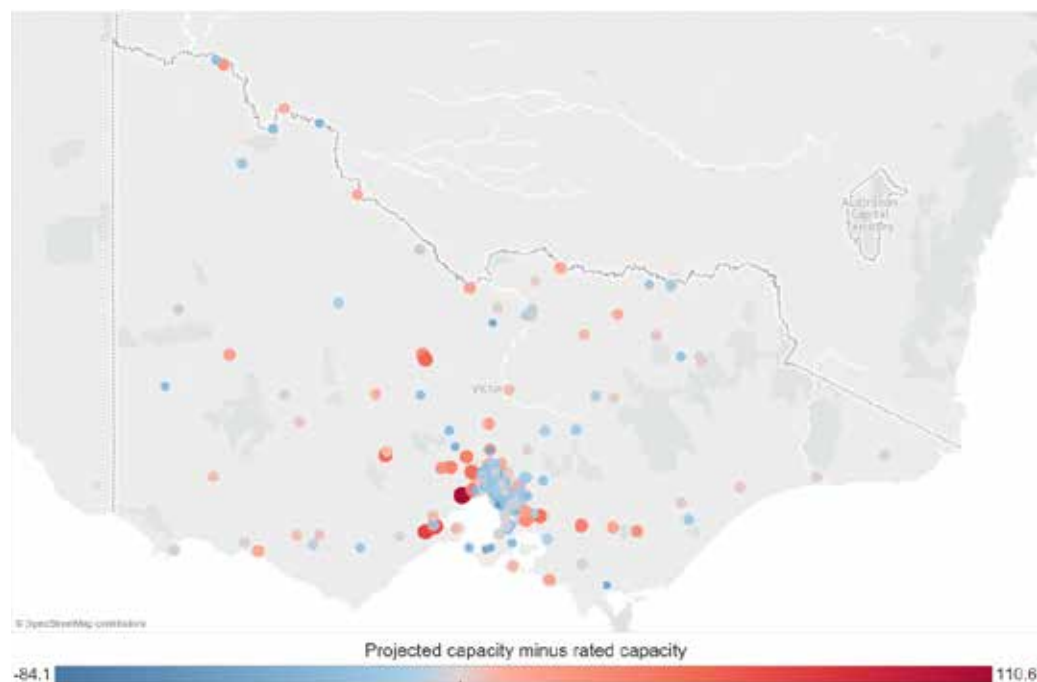 Australian
Capital
Territory
Victoria
© OpenStreetMap contributors
Projected capacity minus rated capacity
-84.1
110.6